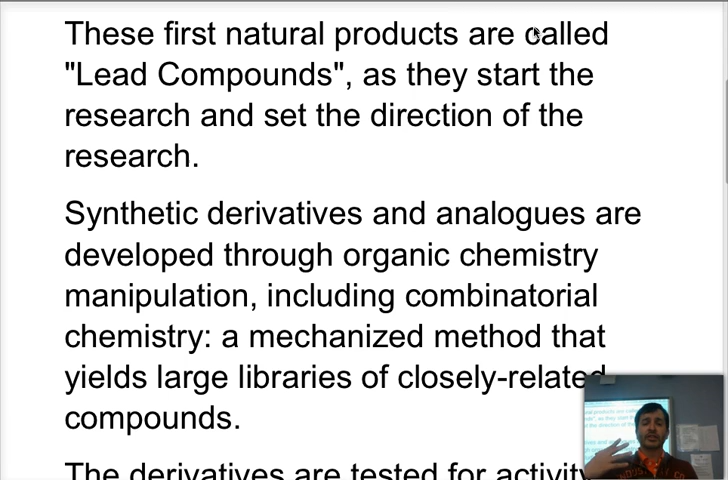 These first natural products are called
"Lead Compounds", as they start the
research and set the direction of the
research.
Synthetic derivatives and analogues are
developed through organic chemistry
manipulation, including combinatorial
chemistry: a mechanized method that
yields large libraries of closely-related
compounds.
The derivatives are tested for activity